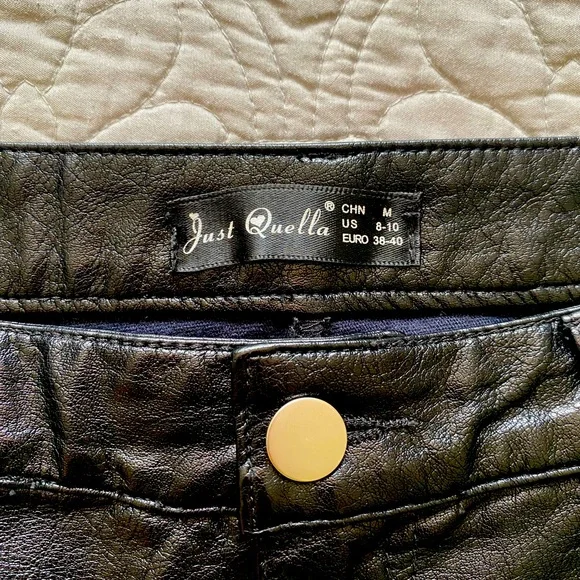 Just Quella®
CHN M
US 8-10
EURO 38-40